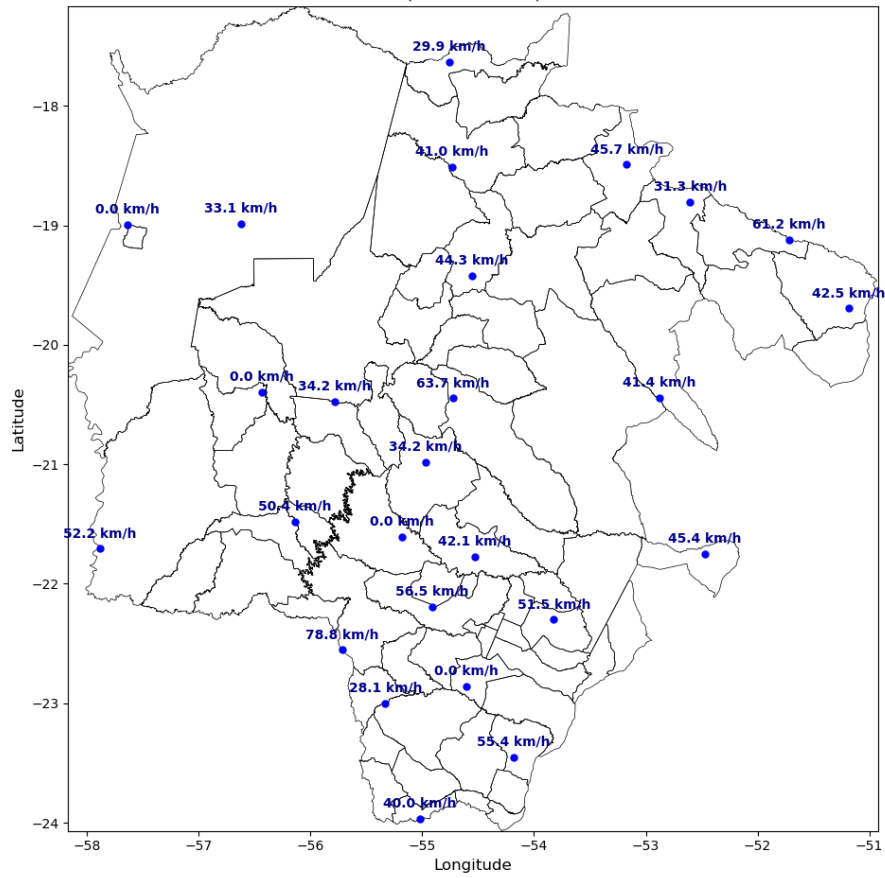 29.9 km/h
−18
41.0 km/h
45.7 km/h
31.3 km/h
0.0 km/h
33.1 km/h
−19
61.2 km/h
44.3 km/h
42.5 km/h
−20
0.0 km/h
34.2 km/h
63.7 km/h
41.4 km/h
Latitude
34.2 km/h
−21
50.4 km/h
0.0 km/h
52.2 km/h
42.1 km/h
45.4 km/h
−22
56.5 km/h
51.5 km/h
78.8 km/h
0.0 km/h
28.1 km/h
−23
55.4 km/h
40.0 km/h
−24
−58 −57 −56 −55 −54 −53 −52 −51
Longitude